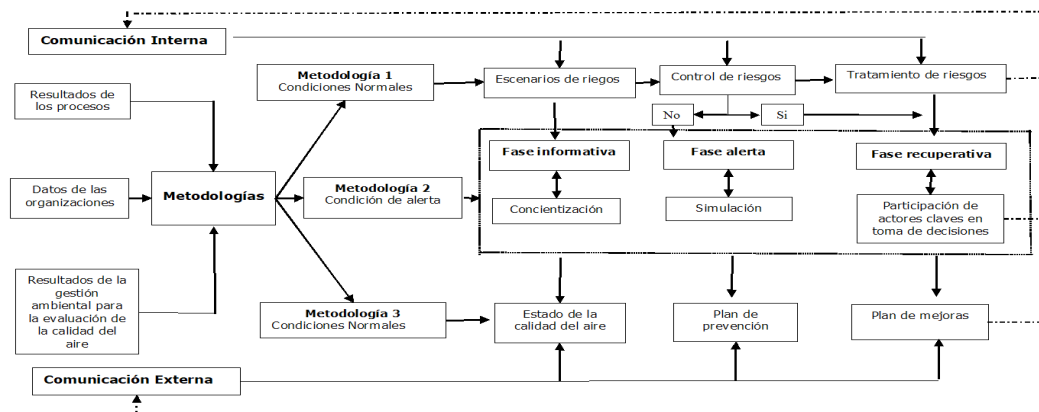 Comunicación Interna
Metodología 1
Condiciones Normales
Escenarios de riegos
Control de riesgos
Tratamiento de riesgos
Resultados de
los procesos
No
Si
Fase informativa
Fase alerta
Fase recuperativa
Datos de las
organizaciones
Metodologías
Metodología 2
Condición de alerta
Concientización
Simulación
Participación de
actores claves en
toma de decisiones
Resultados de la
gestión
ambiental para
la evaluación de
la calidad del
aire
Metodología 3
Condiciones Normales
Estado de la
calidad del aire
Plan de
prevención
Plan de mejoras
Comunicación Externa